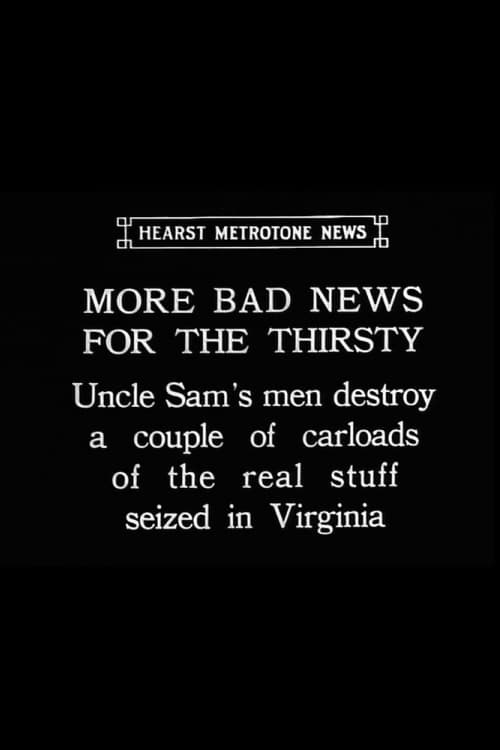 HEARST METROTONE NEWS
MORE BAD NEWS
FOR THE THIRSTY
Uncle Sam's men destroy
a couple of carloads
of the real stuff
seized in Virginia